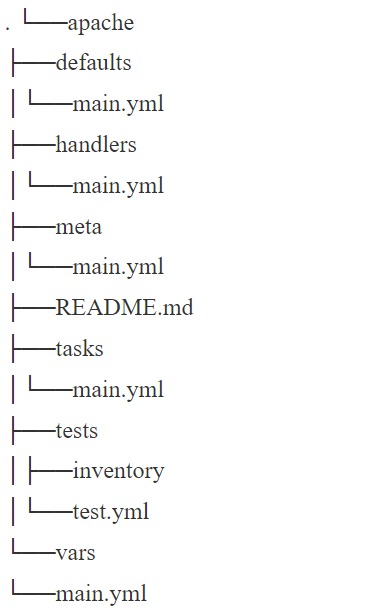 . └──apache
├──defaults
│ └──main.yml
├──handlers
│ └──main.yml
├──meta
│ └──main.yml
├──README.md
├──tasks
│ └──main.yml
├──tests
│ ├──inventory
│ └──test.yml
└──vars
└──main.yml